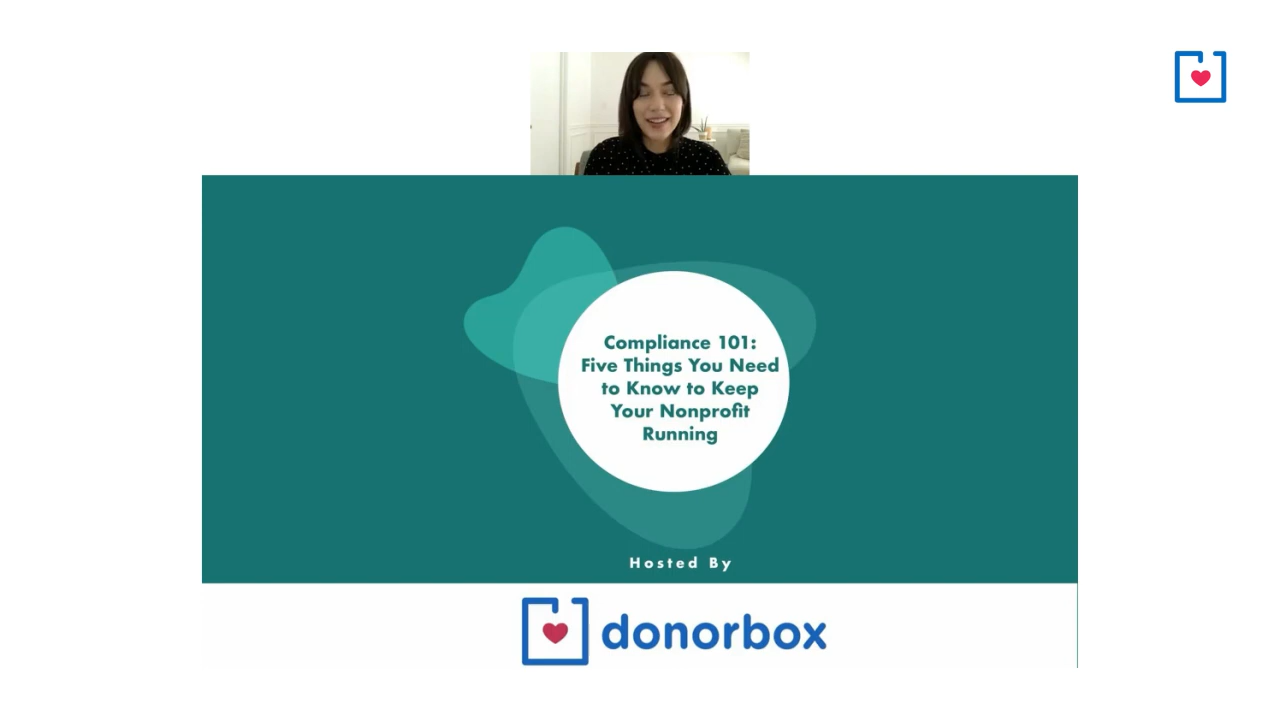 Compliance 101:
Five Things You Need
to Know to Keep
Your Nonprofit
Running
Hosted By
donorbox